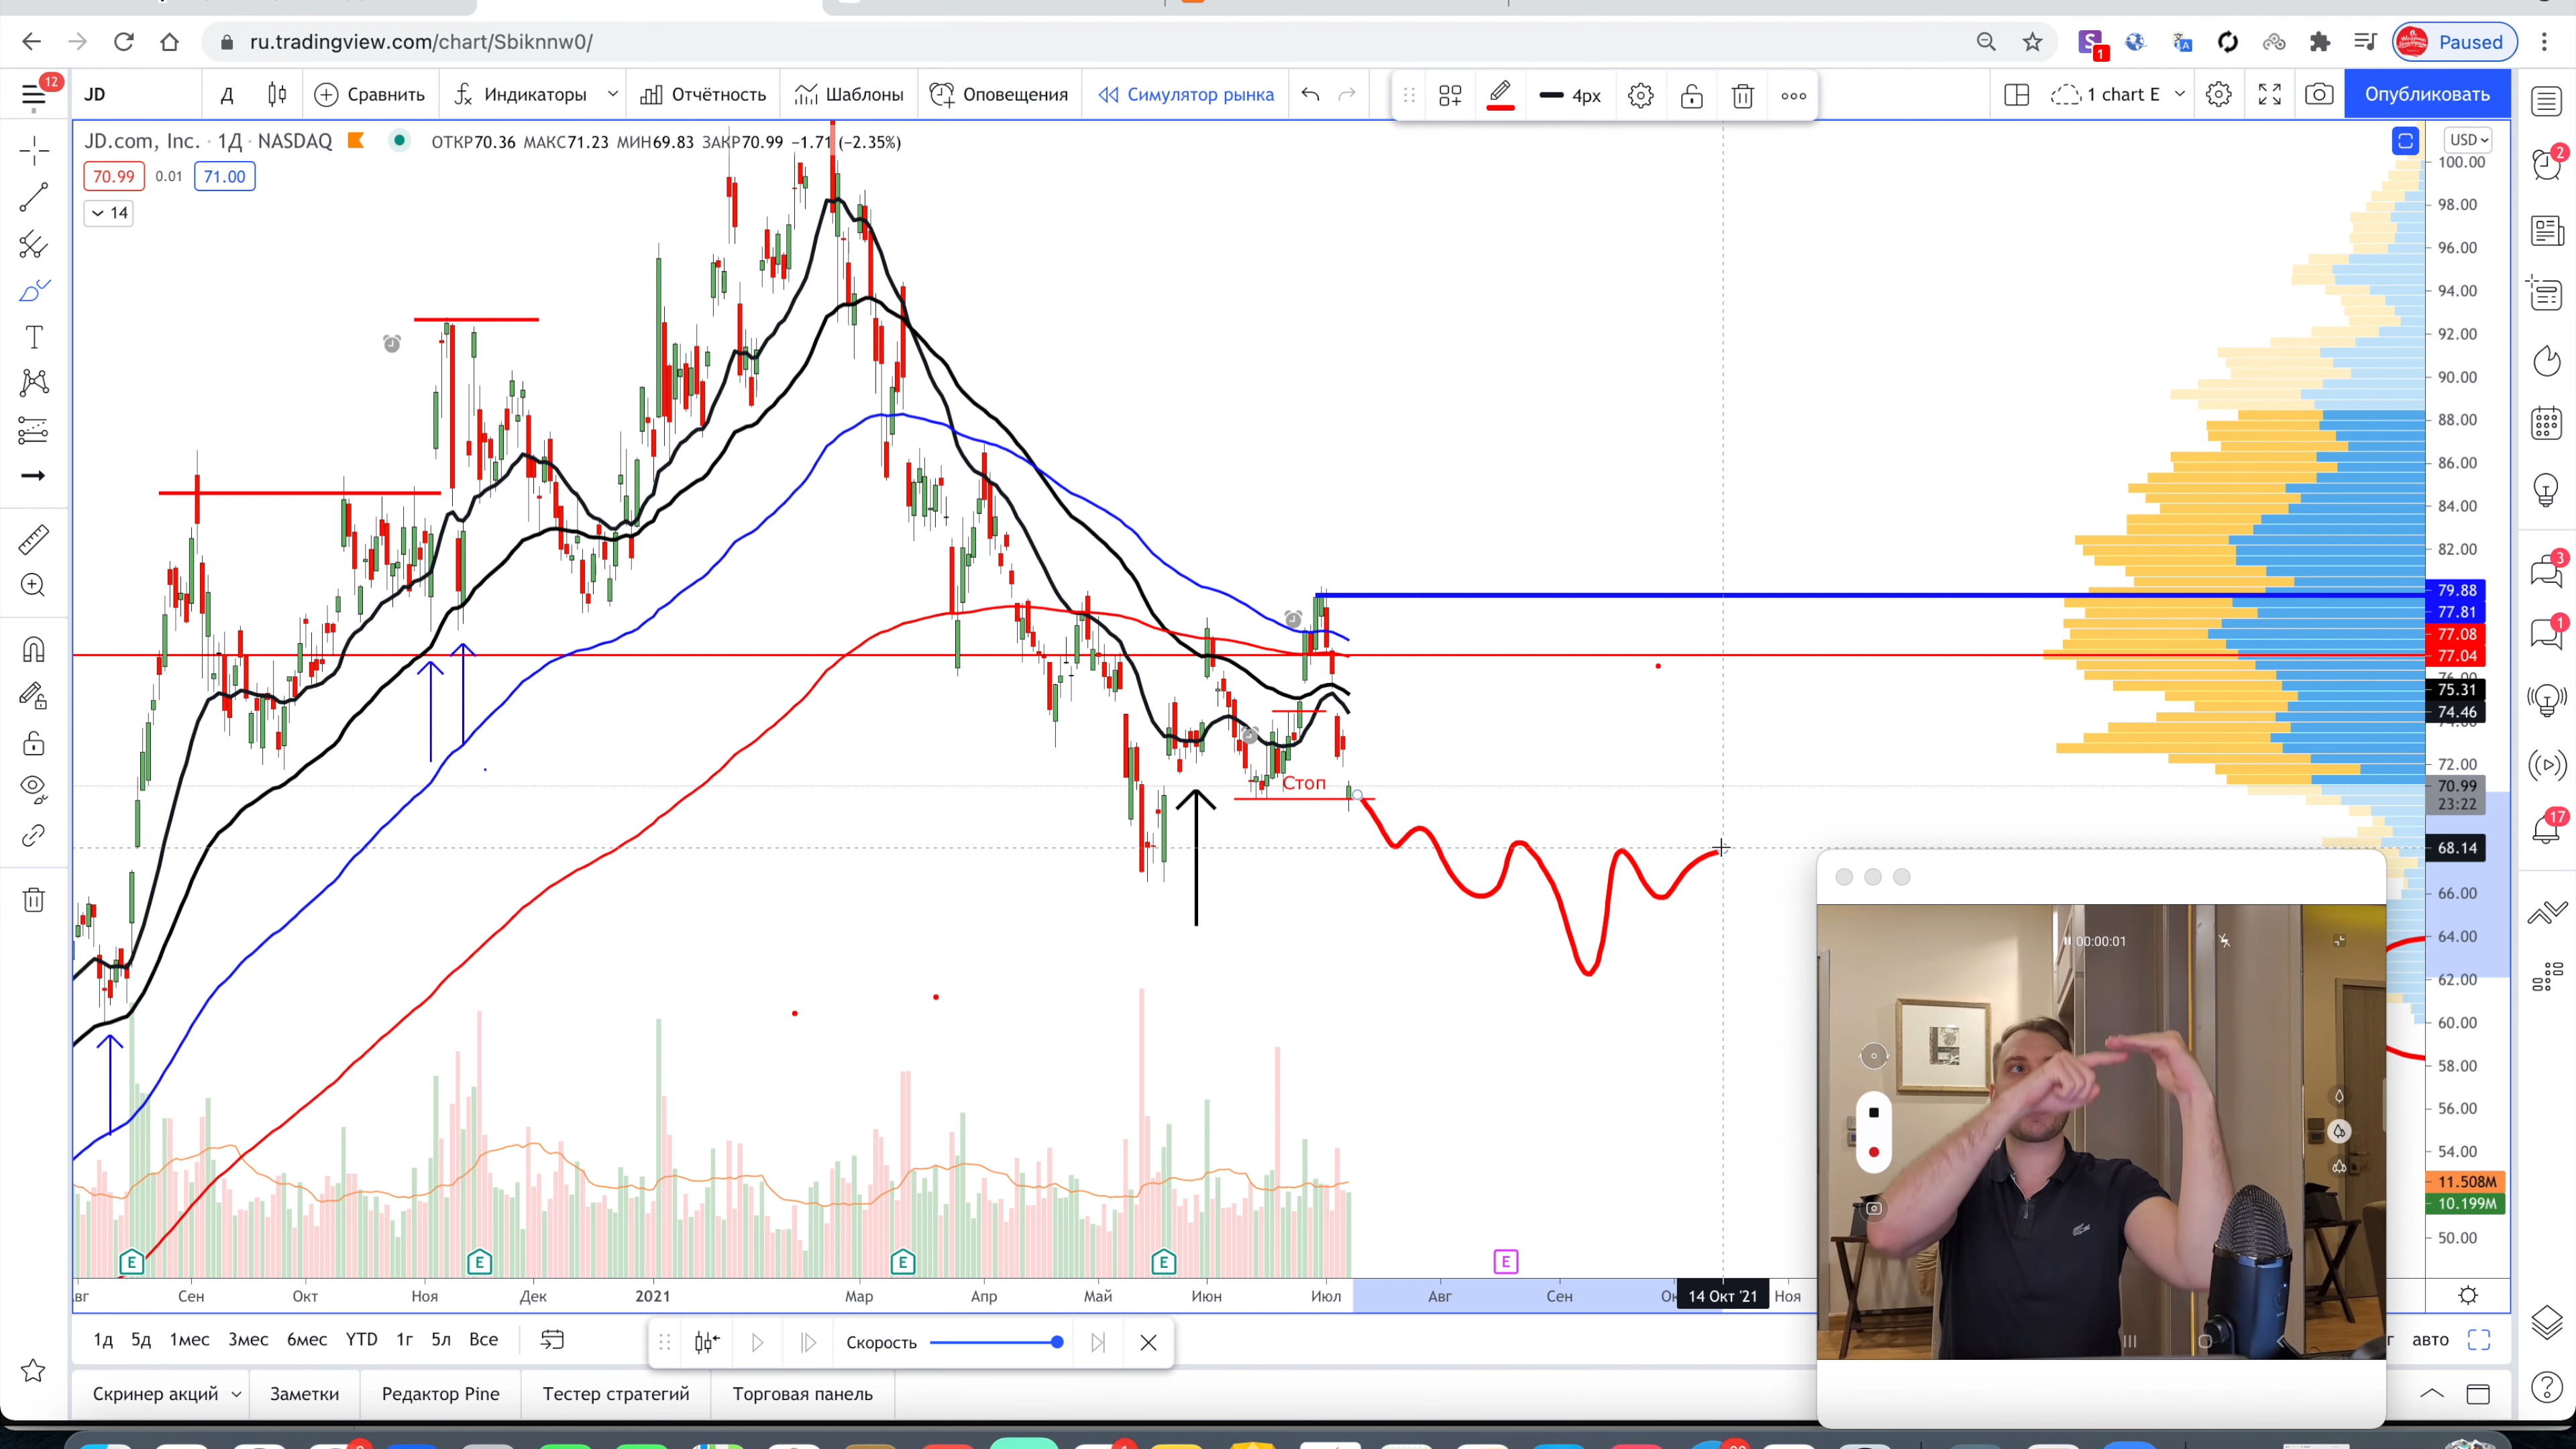 ru.tradingview.com/chart/Sbiknnw0/
1
Paused
12
JD
Д
Сравнить
Индикаторы
Отчётность
Шаблоны
Оповещения
Симулятор рынка
4px
1 chart E
Опубликовать
JD.com, Inc. · 1Д · NASDAQ
ОТКР70.36 МАКС71.23 МИН69.83 ЗАКР70.99 −1.71 (−2.35%)
USD
70.99
0.01
71.00
14
100.00
98.00
96.00
94.00
92.00
90.00
88.00
86.00
84.00
82.00
79.88
77.81
77.08
77.04
75.31
74.46
72.00
70.99
23:22
68.14
66.00
64.00
62.00
60.00
58.00
56.00
54.00
11.508M
10.199M
50.00
Стоп
2
3
1
17
00:00:01
E
E
E
E
E
Сен
Окт
Ноя
Дек
2021
Мар
Апр
Май
Июн
Июл
Авг
Сен
14 Окт '21
Ноя
1д
5д
1мес
3мес
6мес
YTD
1г
5л
Все
Скорость
авто
Скринер акций
Заметки
Редактор Pine
Тестер стратегий
Торговая панель